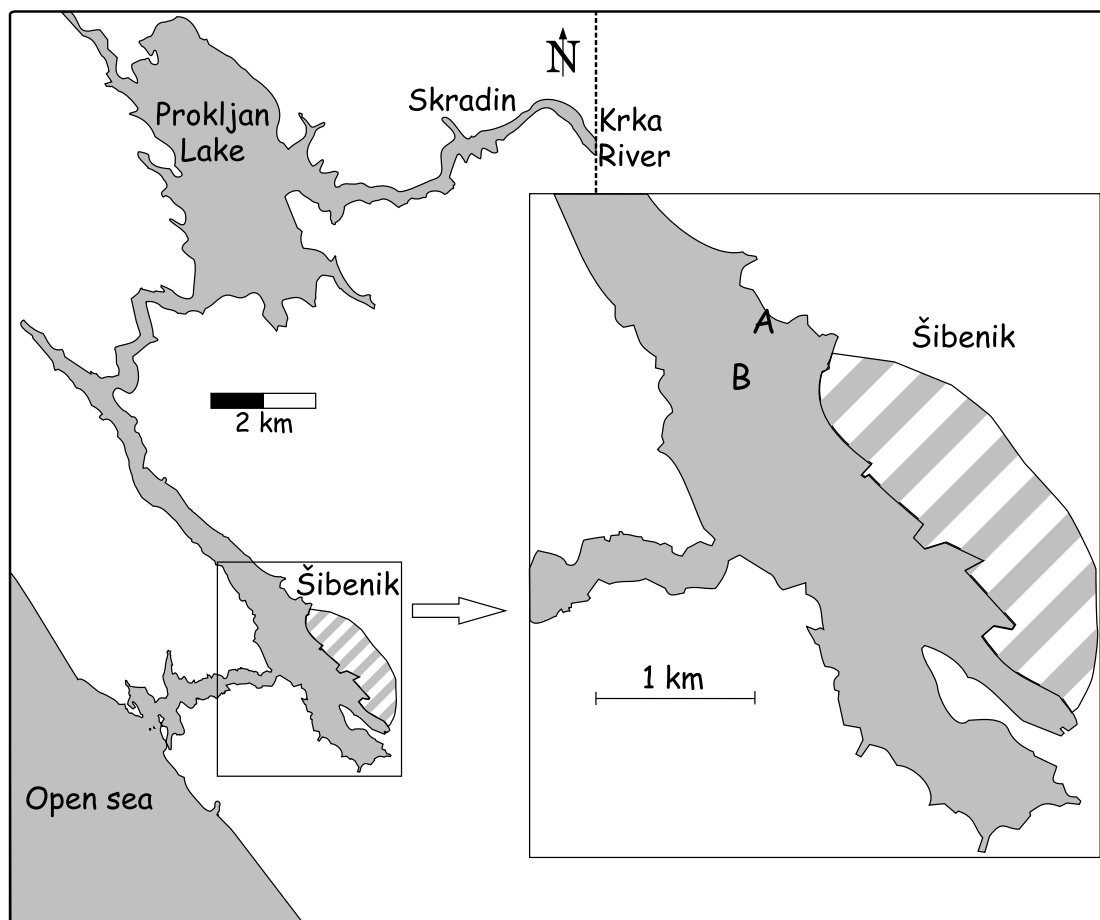 N
Skradin
Prokljan
Lake
Krka
River
A
Šibenik
B
2 km
Šibenik
1 km
Open sea